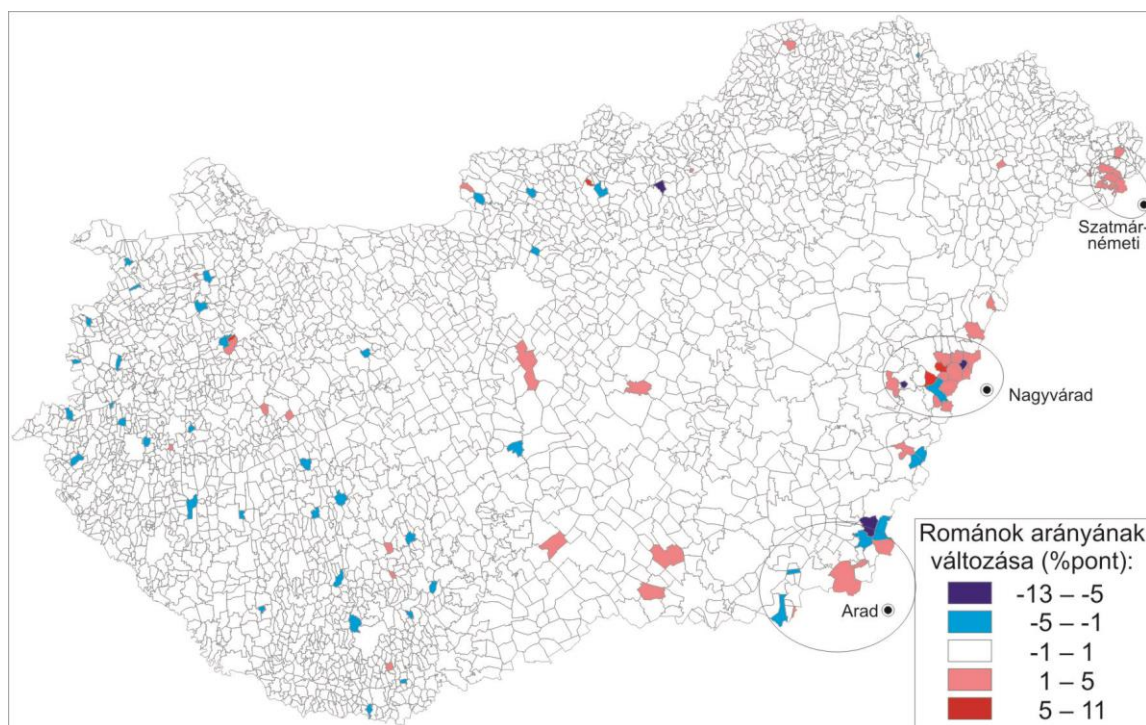 Szatmár-
németi
Nagyvárad
Arad
Románok arányának
változása (%pont):
-13 – -5
-5 – -1
-1 – 1
1 – 5
5 – 11